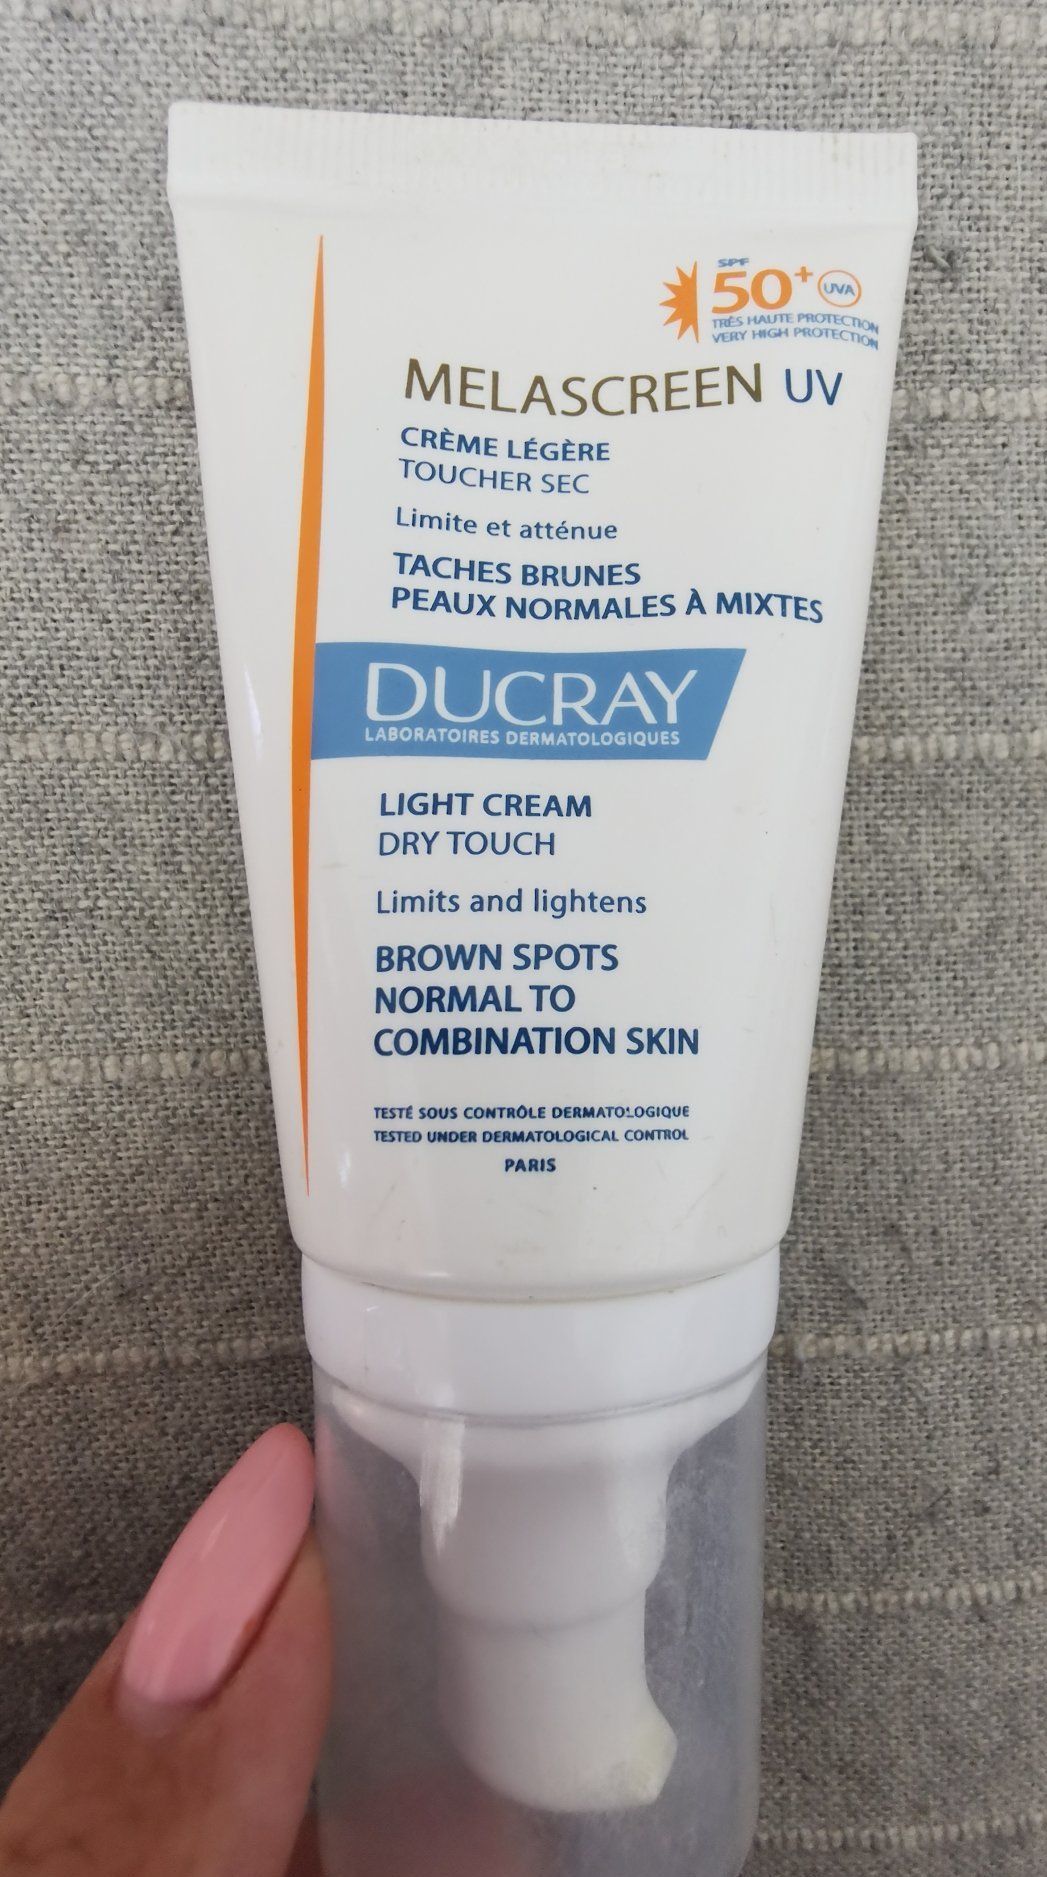 SPF
50+ UVA
TRÈS HAUTE PROTECTION
VERY HIGH PROTECTION
MELASCREEN UV
CRÈME LÉGÈRE
TOUCHER SEC
Limite et atténue
TACHES BRUNES
PEAUX NORMALES À MIXTES
DUCRAY
LABORATOIRES DERMATOLOGIQUES
LIGHT CREAM
DRY TOUCH
Limits and lightens
BROWN SPOTS
NORMAL TO
COMBINATION SKIN
TESTÉ SOUS CONTRÔLE DERMATOLOGIQUE
TESTED UNDER DERMATOLOGICAL CONTROL
PARIS